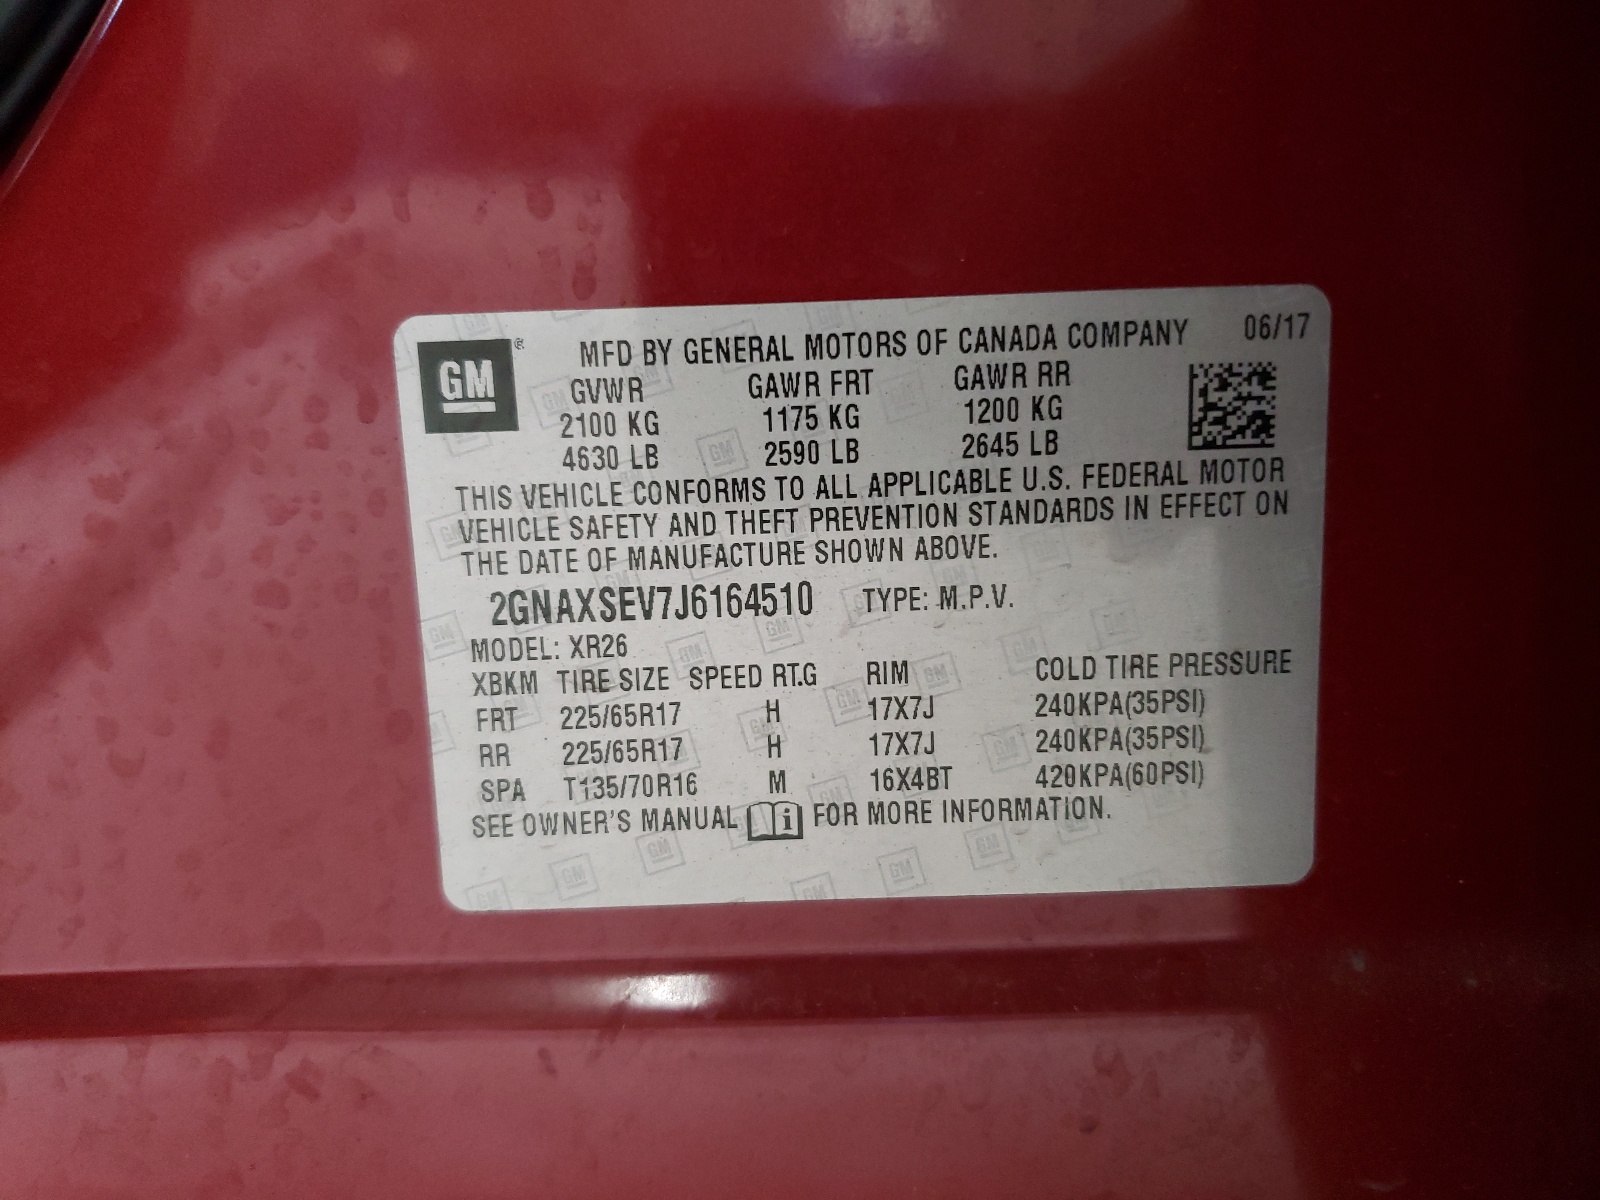 GM ® MFD BY GENERAL MOTORS OF CANADA COMPANY 06/17
GVWR GAWR FRT GAWR RR
2100 KG 1175 KG 1200 KG
4630 LB 2590 LB 2645 LB
THIS VEHICLE CONFORMS TO ALL APPLICABLE U.S. FEDERAL MOTOR
VEHICLE SAFETY AND THEFT PREVENTION STANDARDS IN EFFECT ON
THE DATE OF MANUFACTURE SHOWN ABOVE.
2GNAXSEV7J6164510 TYPE: M.P.V.
MODEL: XR26
XBKM TIRE SIZE SPEED RT.G RIM COLD TIRE PRESSURE
FRT 225/65R17 H 17X7J 240KPA(35PSI)
RR 225/65R17 H 17X7J 240KPA(35PSI)
SPA T135/70R16 M 16X4BT 420KPA(60PSI)
SEE OWNER'S MANUAL i FOR MORE INFORMATION.